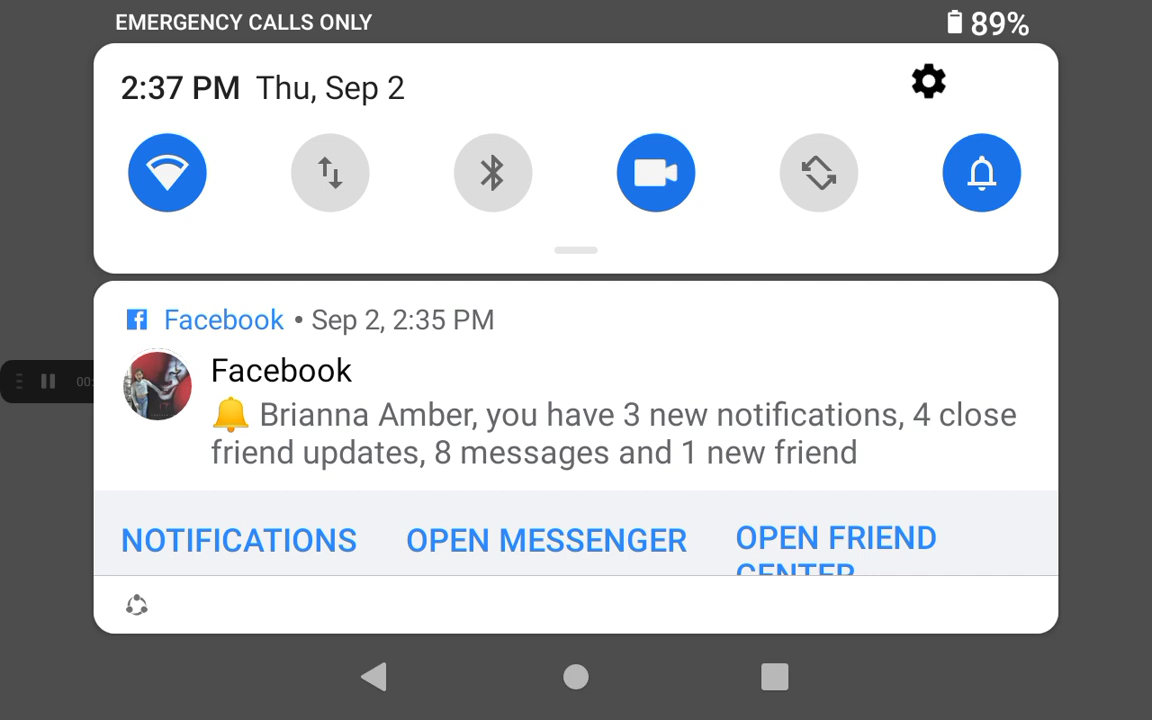 EMERGENCY CALLS ONLY 89%
2:37 PM Thu, Sep 2
Facebook • Sep 2, 2:35 PM
Facebook
00:
🔔 Brianna Amber, you have 3 new notifications, 4 close
friend updates, 8 messages and 1 new friend
NOTIFICATIONS OPEN MESSENGER OPEN FRIEND
CENTER